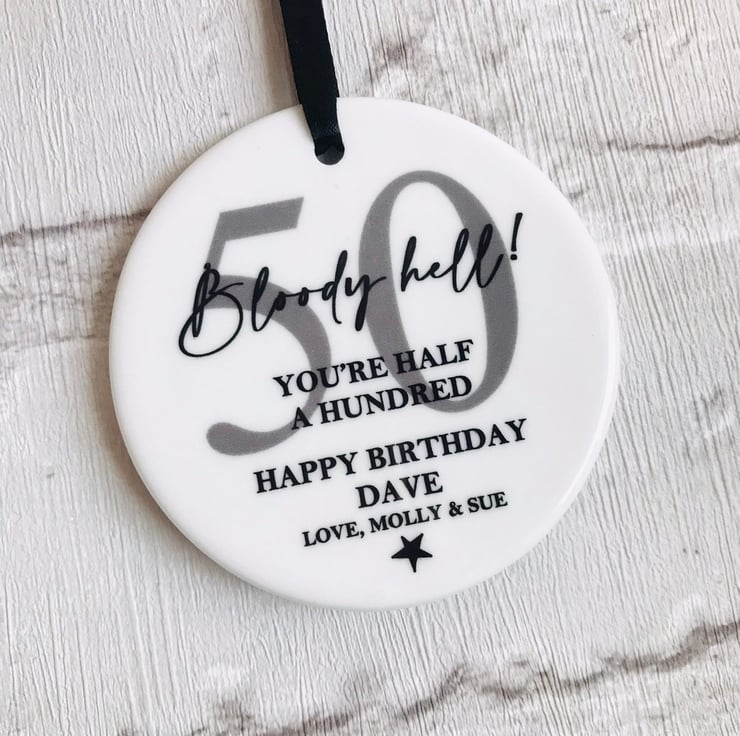 50
Bloody hell!
YOU'RE HALF
A HUNDRED
HAPPY BIRTHDAY
DAVE
LOVE, MOLLY & SUE